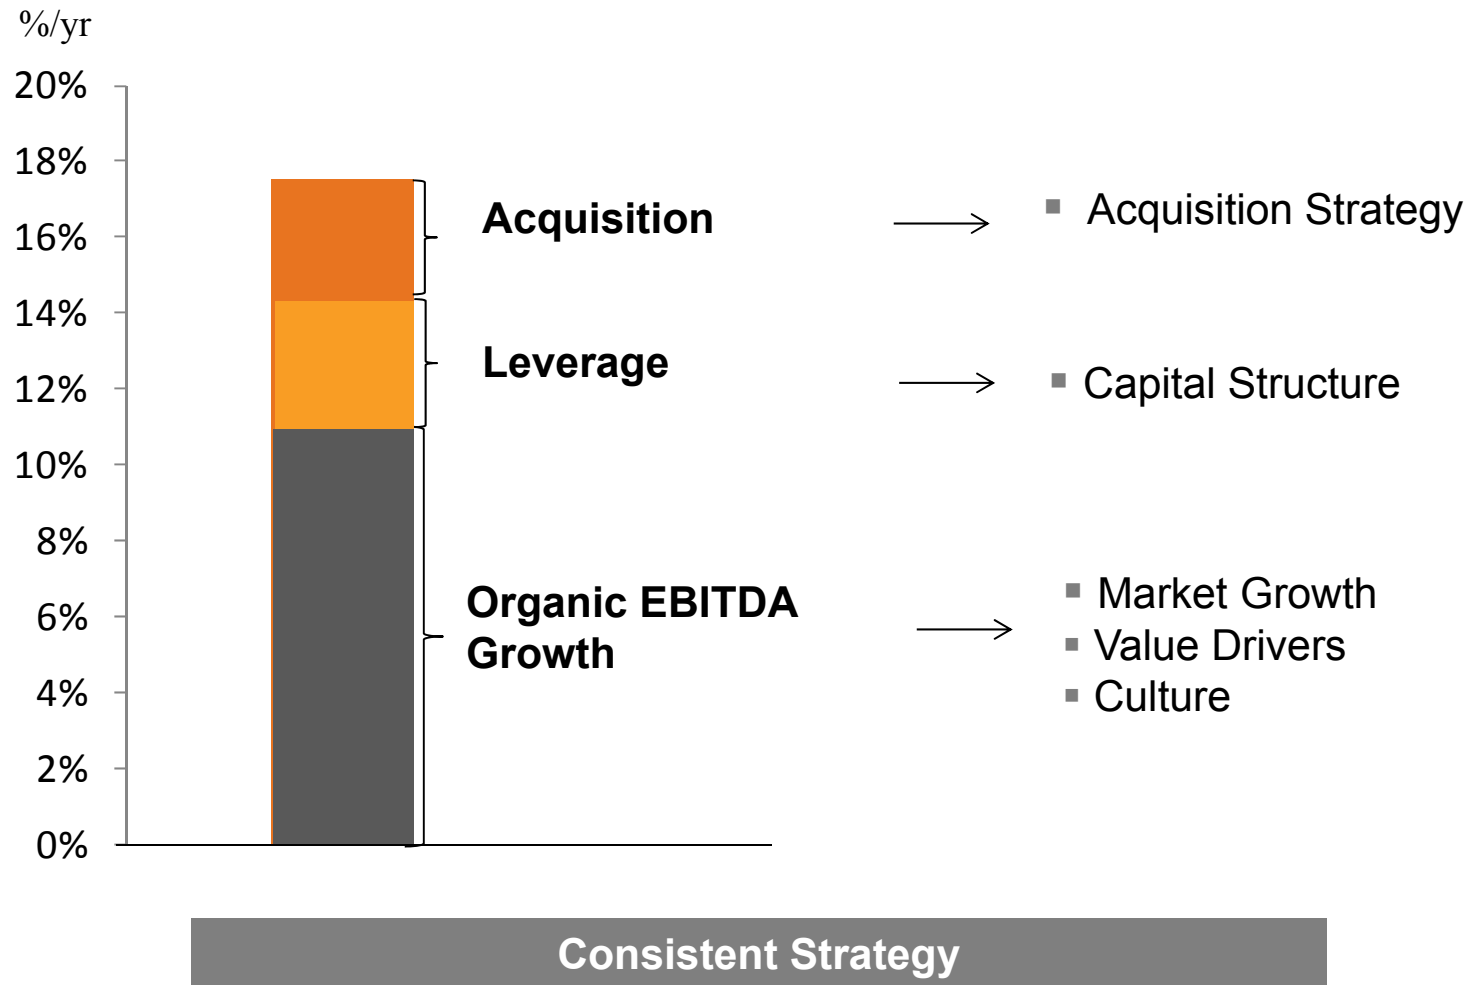 %/yr
20%
18%
16%
14%
12%
10%
8%
6%
4%
2%
0%
Acquisition
Leverage
Organic EBITDA
Growth
▪ Acquisition Strategy
▪ Capital Structure
▪ Market Growth
▪ Value Drivers
▪ Culture
Consistent Strategy